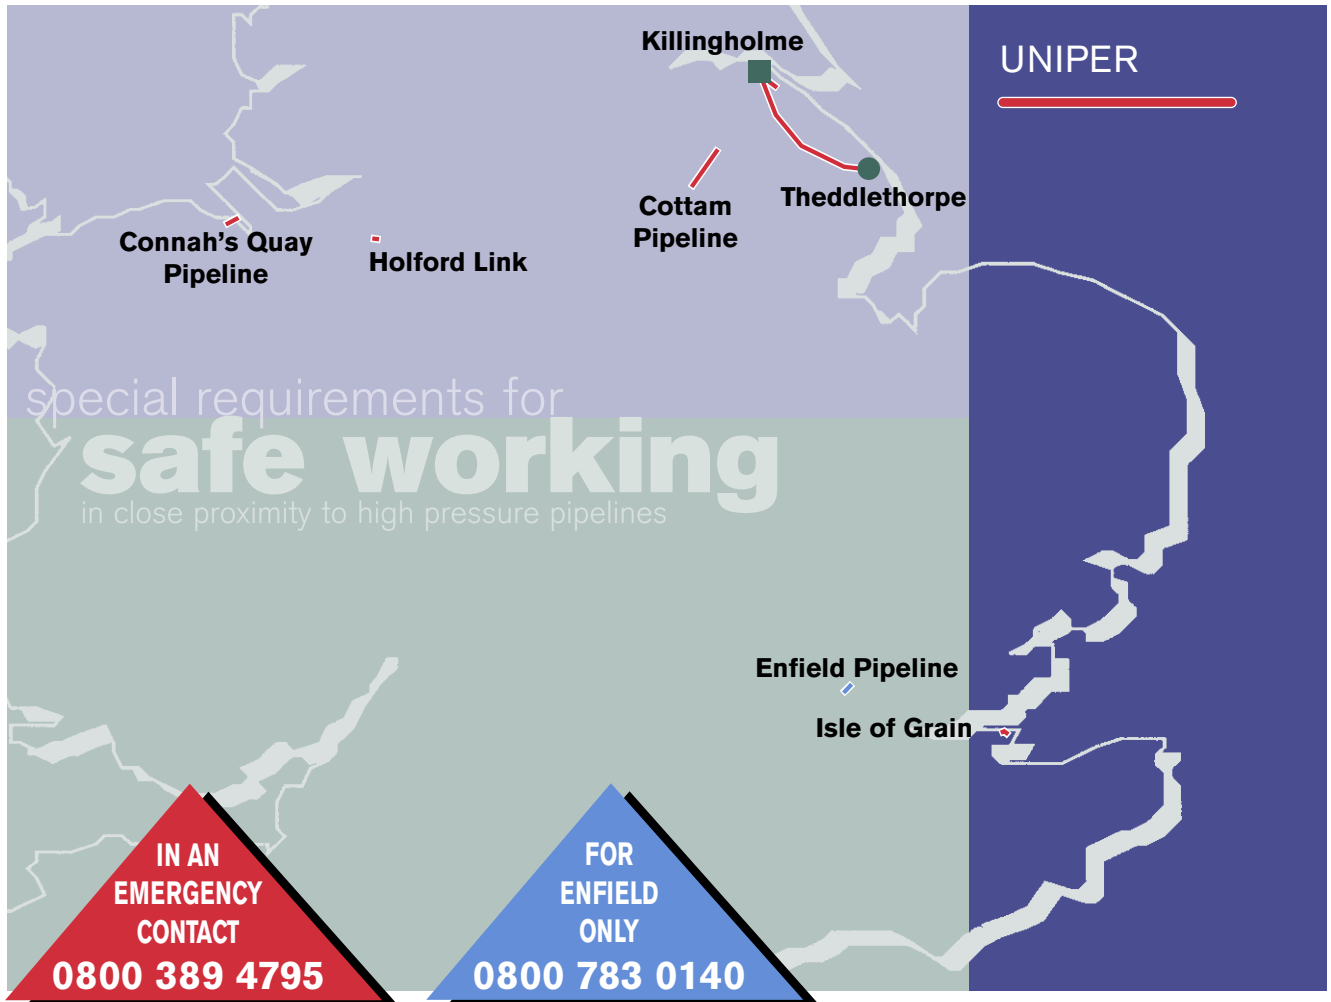 Killingholme
UNIPER
Theddlethorpe
Cottam
Pipeline
Connah's Quay
Pipeline
Holford Link
special requirements for
safe working
in close proximity to high pressure pipelines
Enfield Pipeline
Isle of Grain
IN AN
EMERGENCY
CONTACT
0800 389 4795
FOR
ENFIELD
ONLY
0800 783 0140